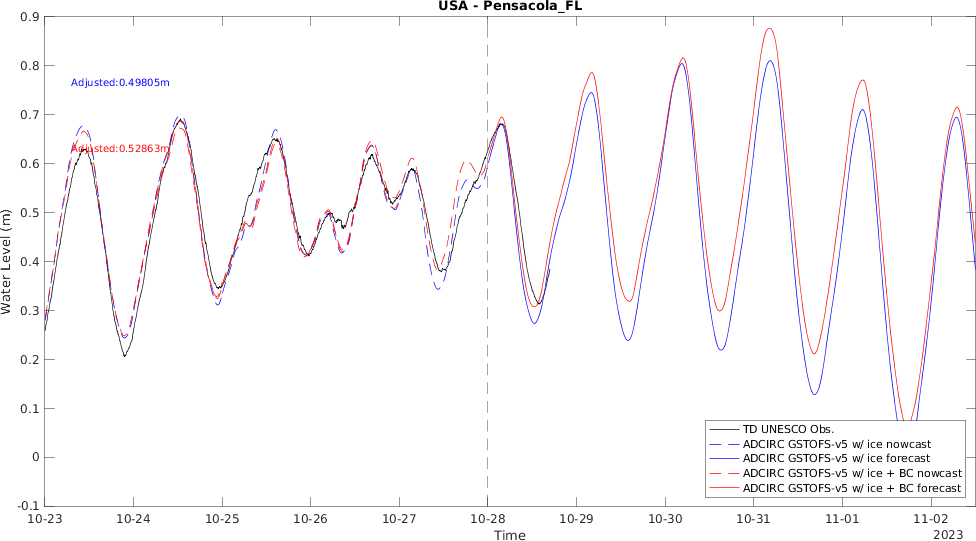 USA - Pensacola_FL
0.9
0.8
0.7
0.6
0.5
0.4
0.3
0.2
0.1
0
-0.1
Water Level (m)
Adjusted:0.49805m
Adjusted:0.52863m
TD UNESCO Obs.
ADCIRC GSTOFS-v5 w/ ice nowcast
ADCIRC GSTOFS-v5 w/ ice forecast
ADCIRC GSTOFS-v5 w/ ice + BC nowcast
ADCIRC GSTOFS-v5 w/ ice + BC forecast
10-23 10-24 10-25 10-26 10-27 10-28 10-29 10-30 10-31 11-01 11-02
Time
2023